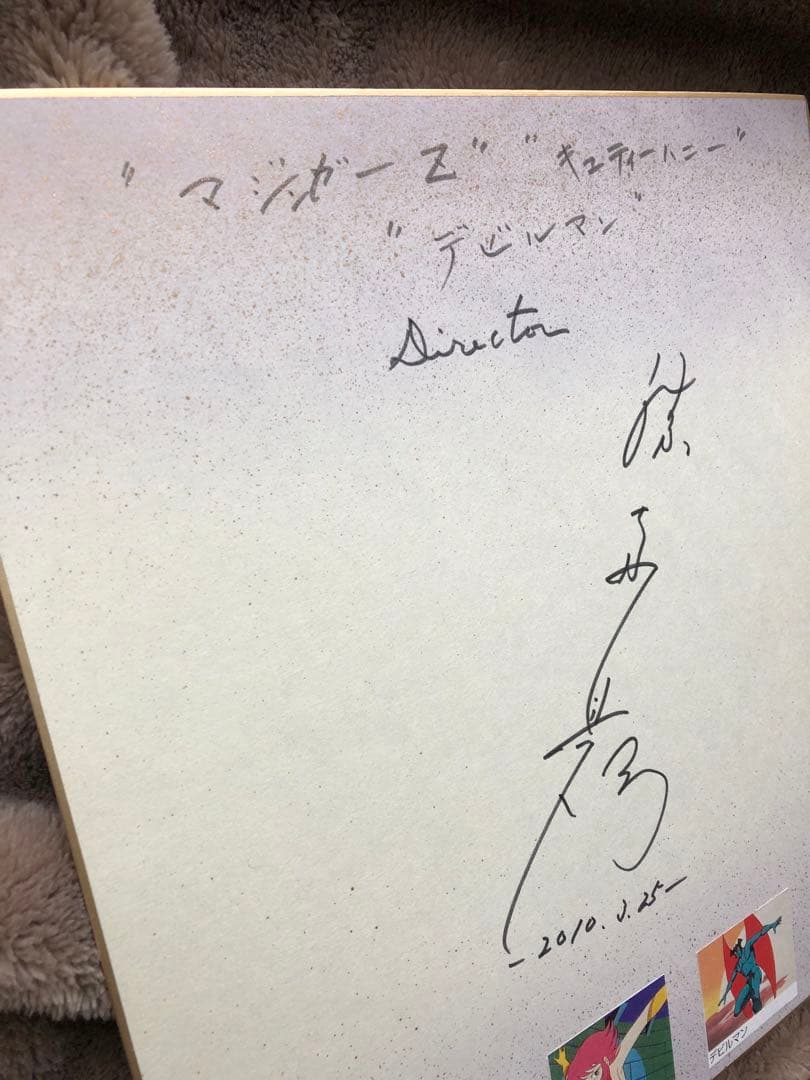 "マジンガーZ" "キュティーハニー"
"デビルマン"
Director
-2010.3.25-
デビルマン